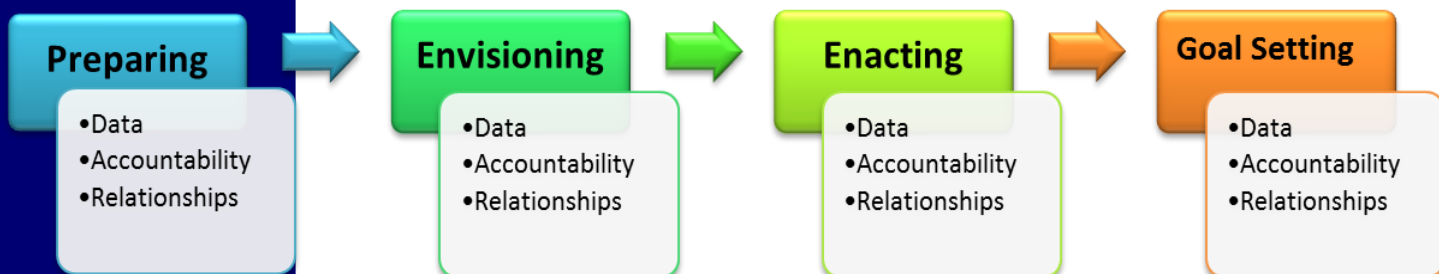 Preparing
•Data
•Accountability
•Relationships
Envisioning
•Data
•Accountability
•Relationships
Enacting
•Data
•Accountability
•Relationships
Goal Setting
•Data
•Accountability
•Relationships